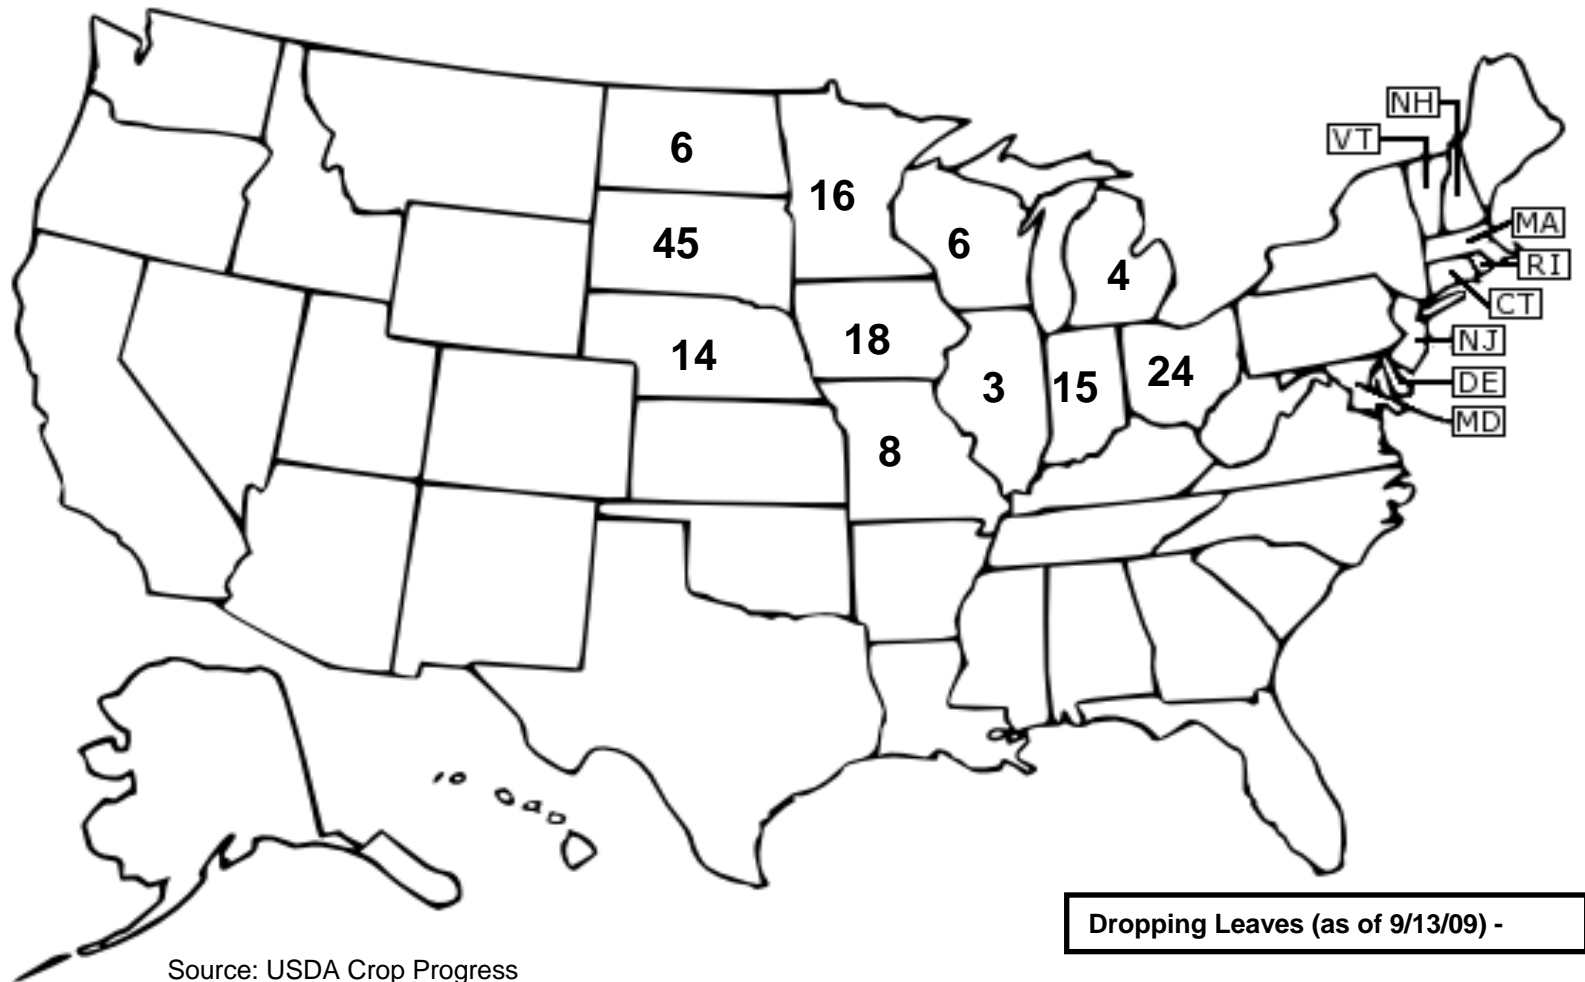 NH
VT
6
16
MA
45
6
RI
4
CT
18
NJ
14
24
3
15
DE
MD
8
Dropping Leaves (as of 9/13/09) -
Source: USDA Crop Progress